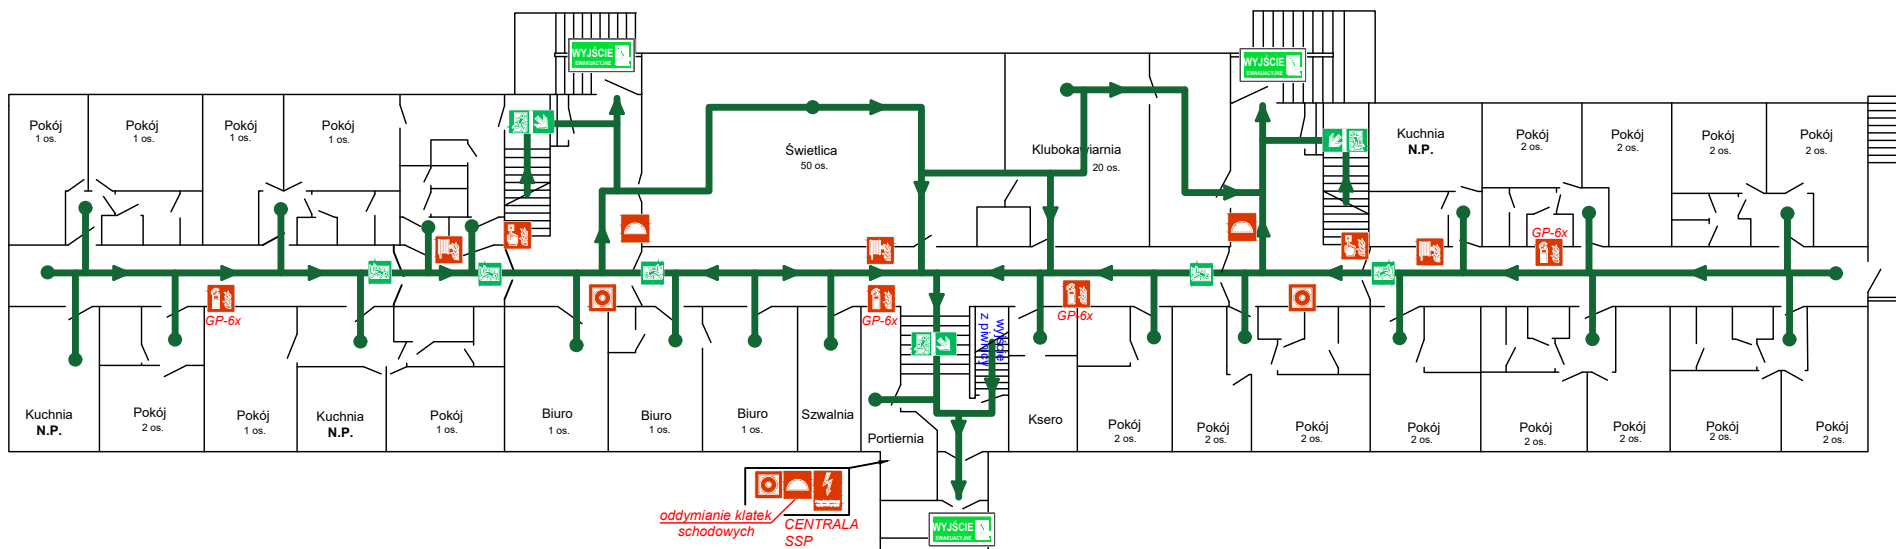 WYJŚCIE
EWAKUACYJNE
WYJŚCIE
EWAKUACYJNE
Pokój
1 os.
Pokój
1 os.
Pokój
1 os.
Pokój
1 os.
Świetlica
50 os.
Klubokawiarnia
20 os.
Kuchnia
N.P.
Pokój
2 os.
Pokój
2 os.
Pokój
2 os.
Pokój
2 os.
GP-6x
GP-6x
GP-6x
GP-6x
wyjście
z piwnicy
Kuchnia
N.P.
Pokój
2 os.
Pokój
1 os.
Kuchnia
N.P.
Pokój
1 os.
Biuro
1 os.
Biuro
1 os.
Biuro
1 os.
Szwalnia
Portiernia
Ksero
Pokój
2 os.
Pokój
2 os.
Pokój
2 os.
Pokój
2 os.
Pokój
2 os.
Pokój
2 os.
Pokój
2 os.
Pokój
2 os.
oddymianie klatek
schodowych
CENTRALA
SSP
WYJŚCIE
EWAKUACYJNE